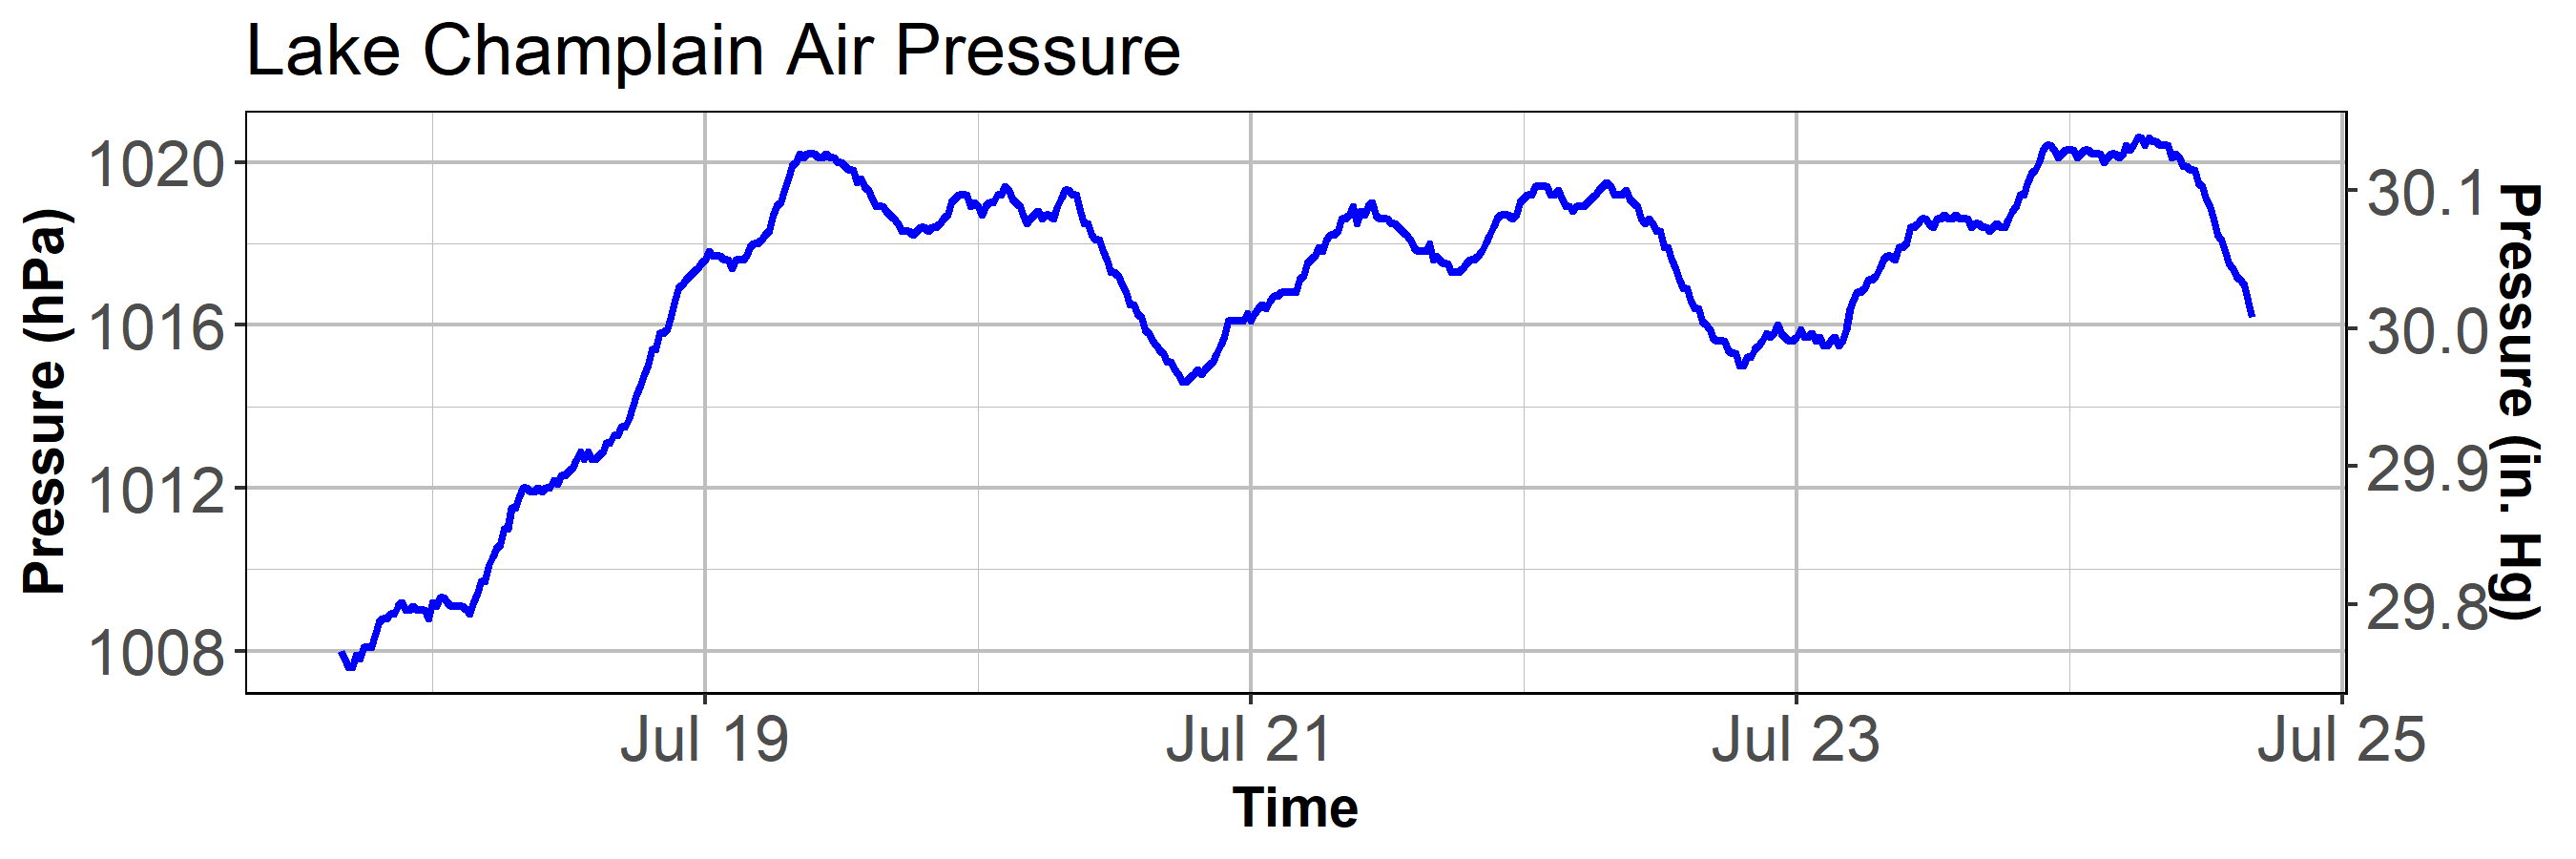 Lake Champlain Air Pressure
Pressure (hPa)
1020
1016
1012
1008
30.1
30.0
29.9
29.8
Pressure (in. Hg)
Jul 19 Jul 21 Jul 23 Jul 25
Time